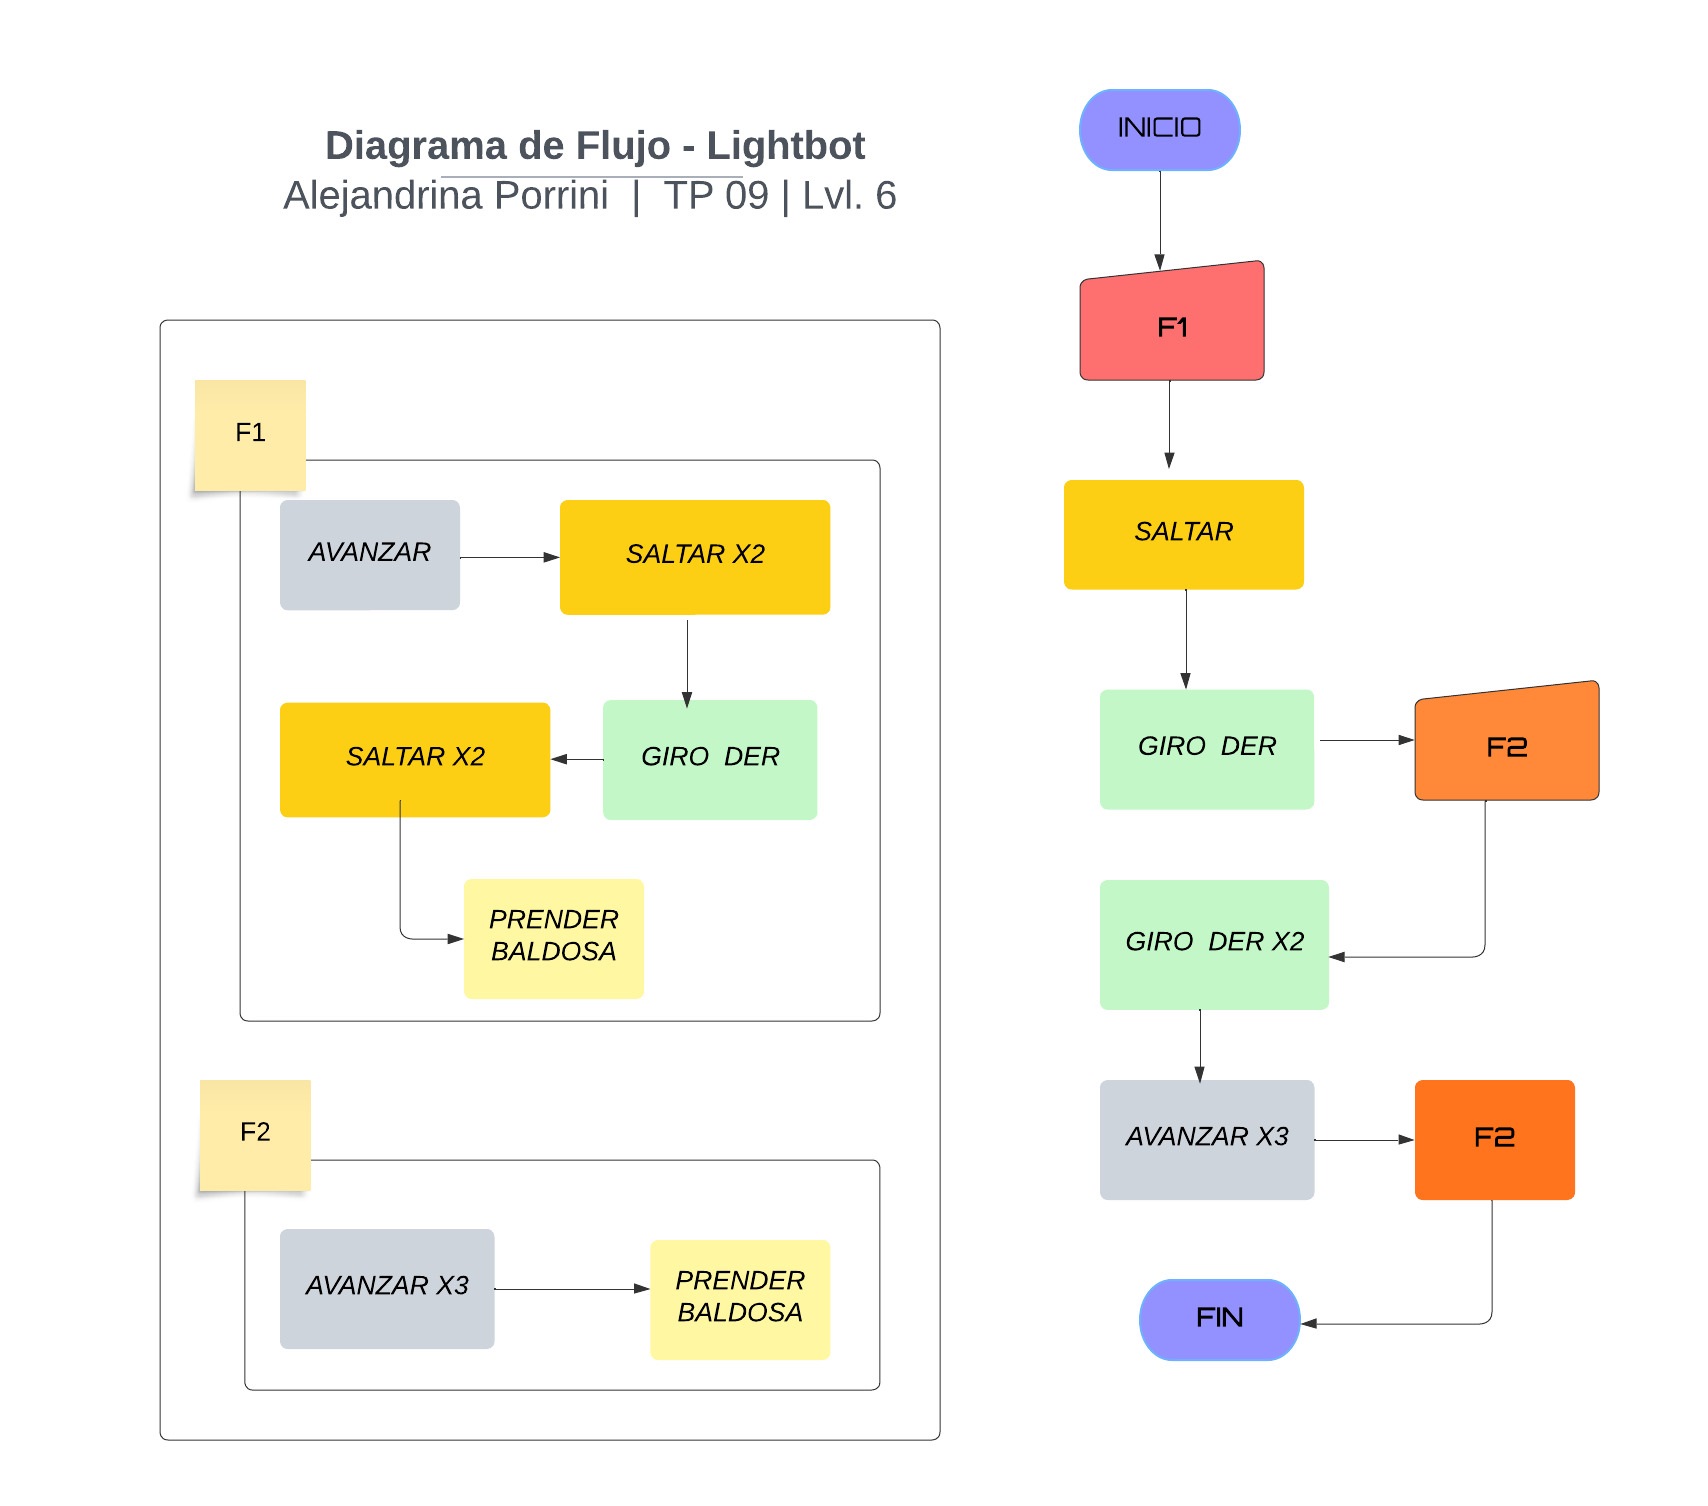 Diagrama de Flujo - Lightbot
Alejandrina Porrini | TP 09 | Lvl. 6
F1
AVANZAR
SALTAR X2
SALTAR X2
GIRO DER
PRENDER
BALDOSA
F2
AVANZAR X3
PRENDER
BALDOSA
INICIO
F1
SALTAR
GIRO DER
F2
GIRO DER X2
AVANZAR X3
F2
FIN